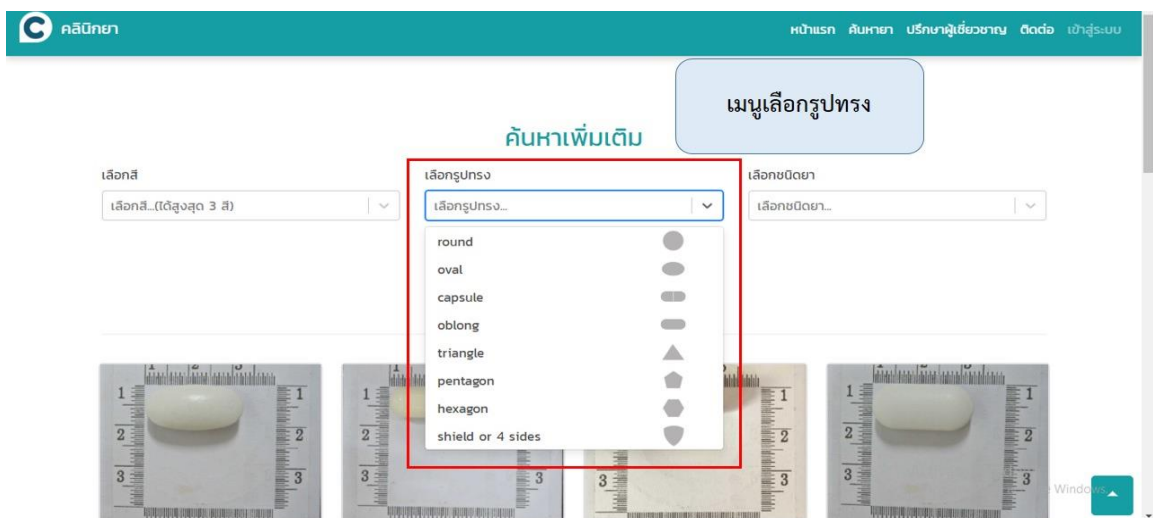 คลินิกยา
หน้าแรก ค้นหายา ปรึกษาผู้เชี่ยวชาญ ติดต่อ เข้าสู่ระบบ
เมนูเลือกรูปทรง
ค้นหาเพิ่มเติม
เลือกสี
เลือกรูปทรง
เลือกชนิดยา
เลือกสี...(ได้สูงสุด 3 สี)
เลือกรูปทรง...
เลือกชนิดยา...
round
oval
capsule
oblong
triangle
pentagon
hexagon
shield or 4 sides
1 1 1 1 1 1
2 2 2 2 2 2
3 3 3 3 3 3 3 3
Windows